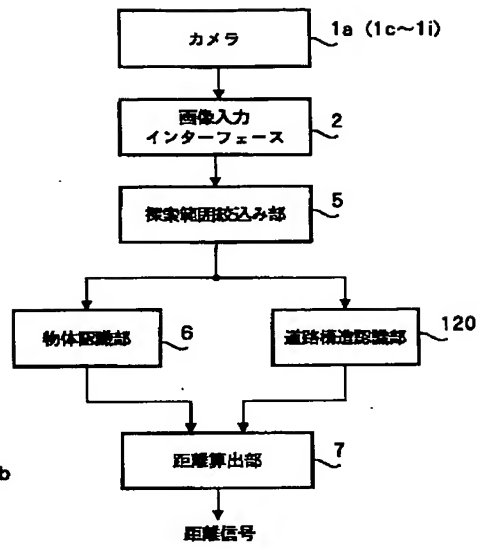 カメラ
1a (1c〜1i)
画像入力
インターフェース
2
探索範囲絞込み部
5
物体認識部
6
道路構造認識部
120
距離算出部
7
b
距離信号